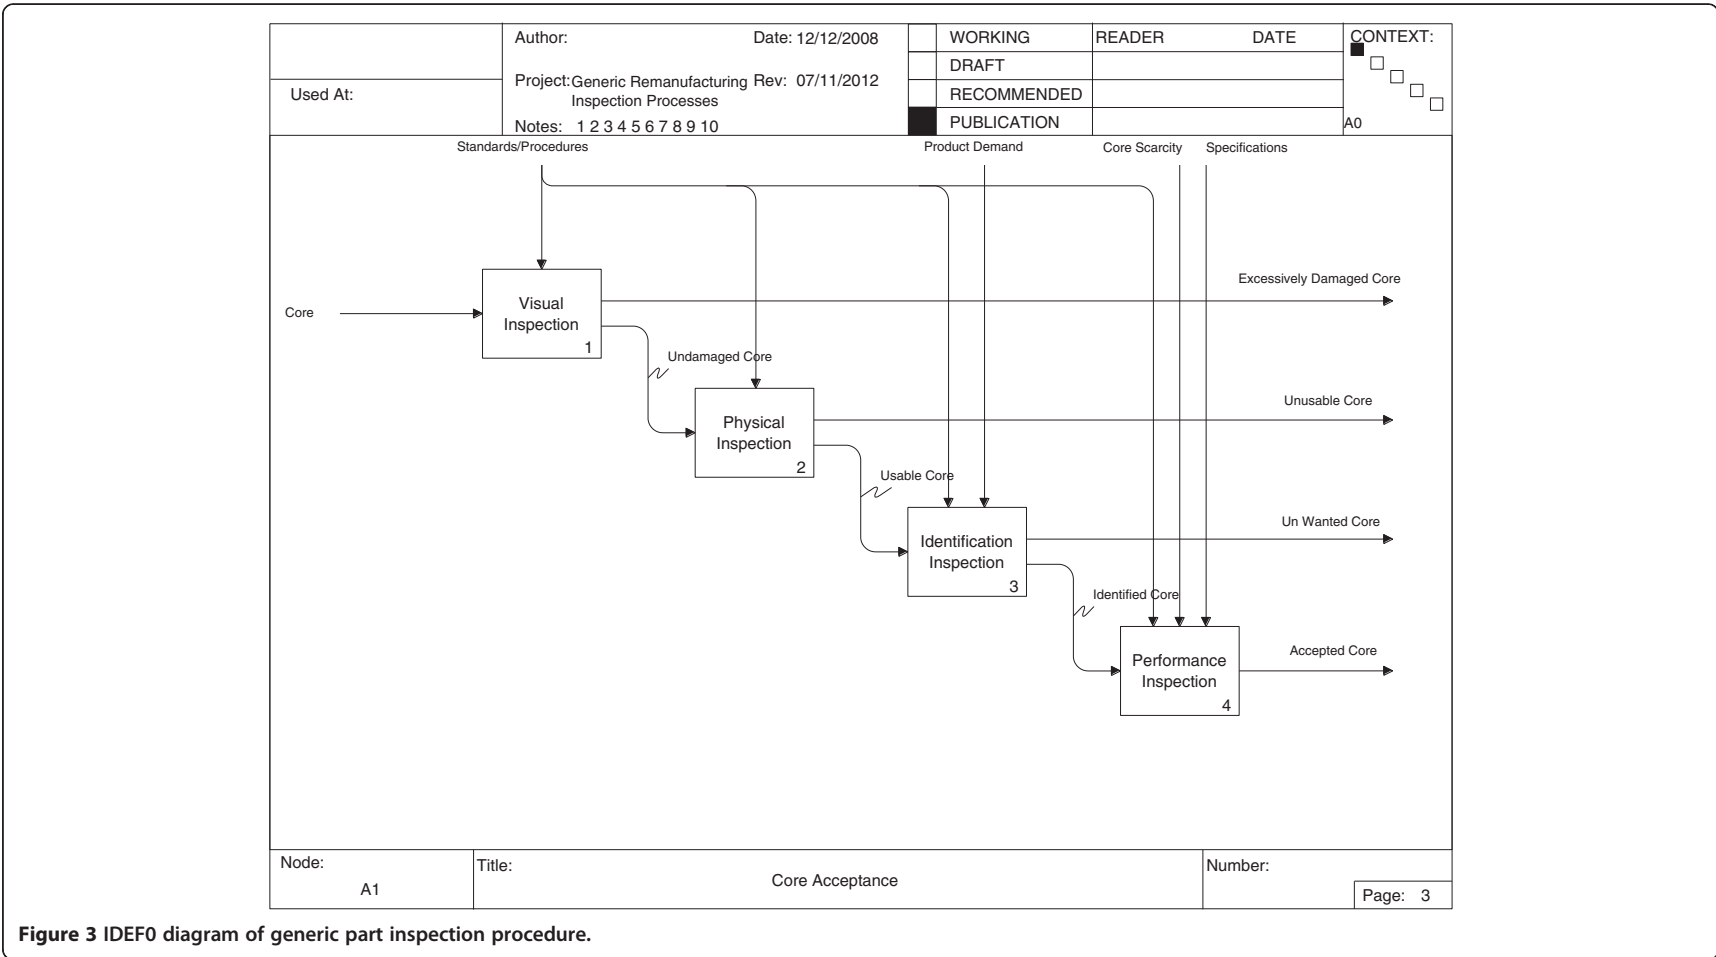 Author:
Date: 12/12/2008
Project: Generic Remanufacturing
Inspection Processes
Rev: 07/11/2012
Notes: 1 2 3 4 5 6 7 8 9 10
Used At:
WORKING
DRAFT
RECOMMENDED
PUBLICATION
READER DATE
CONTEXT:
A0
Standards/Procedures
Product Demand
Core Scarcity
Specifications
Core
Visual
Inspection
1
Excessively Damaged Core
Undamaged Core
Physical
Inspection
2
Unusable Core
Usable Core
Identification
Inspection
3
Un Wanted Core
Identified Core
Performance
Inspection
4
Accepted Core
Node:
A1
Title:
Core Acceptance
Number:
Page: 3
Figure 3 IDEF0 diagram of generic part inspection procedure.